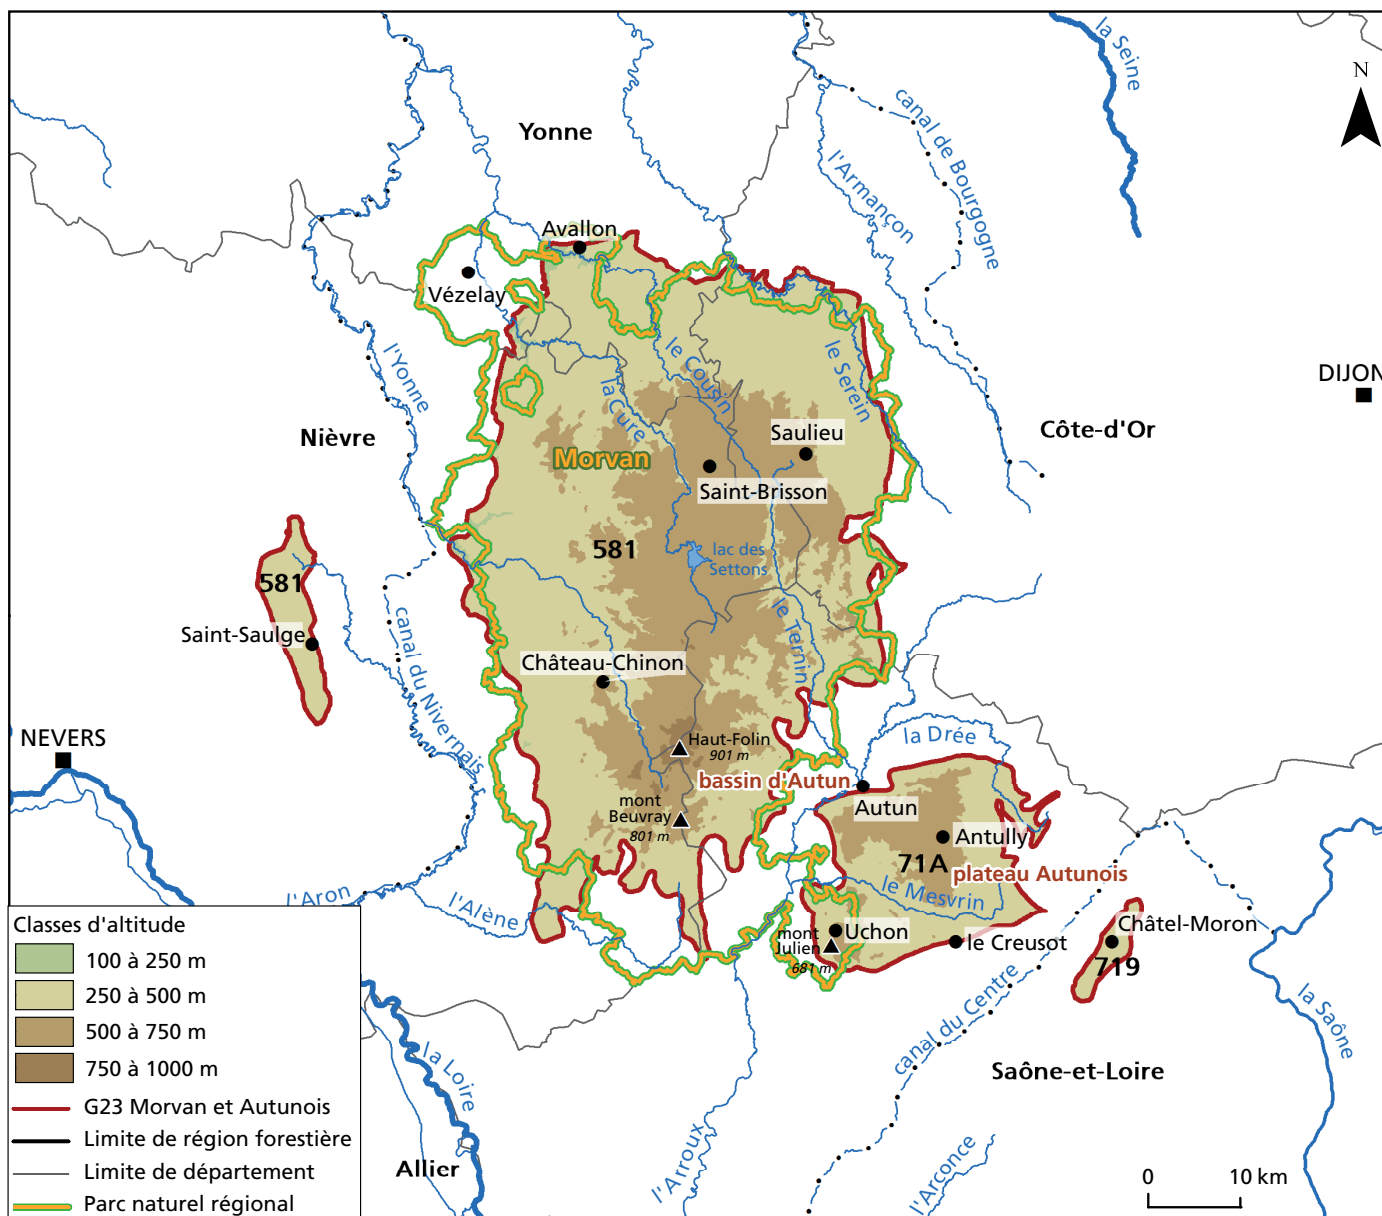 la Seine
N
canal de Bourgogne
Yonne
l'Armançon
Avallon
Vézelay
l'Yonne
le Cousin
la Cure
le Serein
DIJON
Nièvre
Côte-d'Or
Saulieu
Morvan
Saint-Brisson
581
lac des
Settons
581
le Ternin
Saint-Saulge
canal du Nivernais
Château-Chinon
NEVERS
la Drée
Haut-Folin
901 m
bassin d'Autun
mont
Beuvray
801 m
Autun
Antully
71A
plateau Autunois
le Mesvrin
l'Aron
l'Alène
Uchon
mont
Julien
681 m
le Creusot
Châtel-Moron
719
canal du Centre
la Saône
Saône-et-Loire
la Loire
Allier
l'Arroux
l'Arconce
Classes d'altitude
100 à 250 m
250 à 500 m
500 à 750 m
750 à 1000 m
G23 Morvan et Autunois
Limite de région forestière
Limite de département
Parc naturel régional
0 10 km